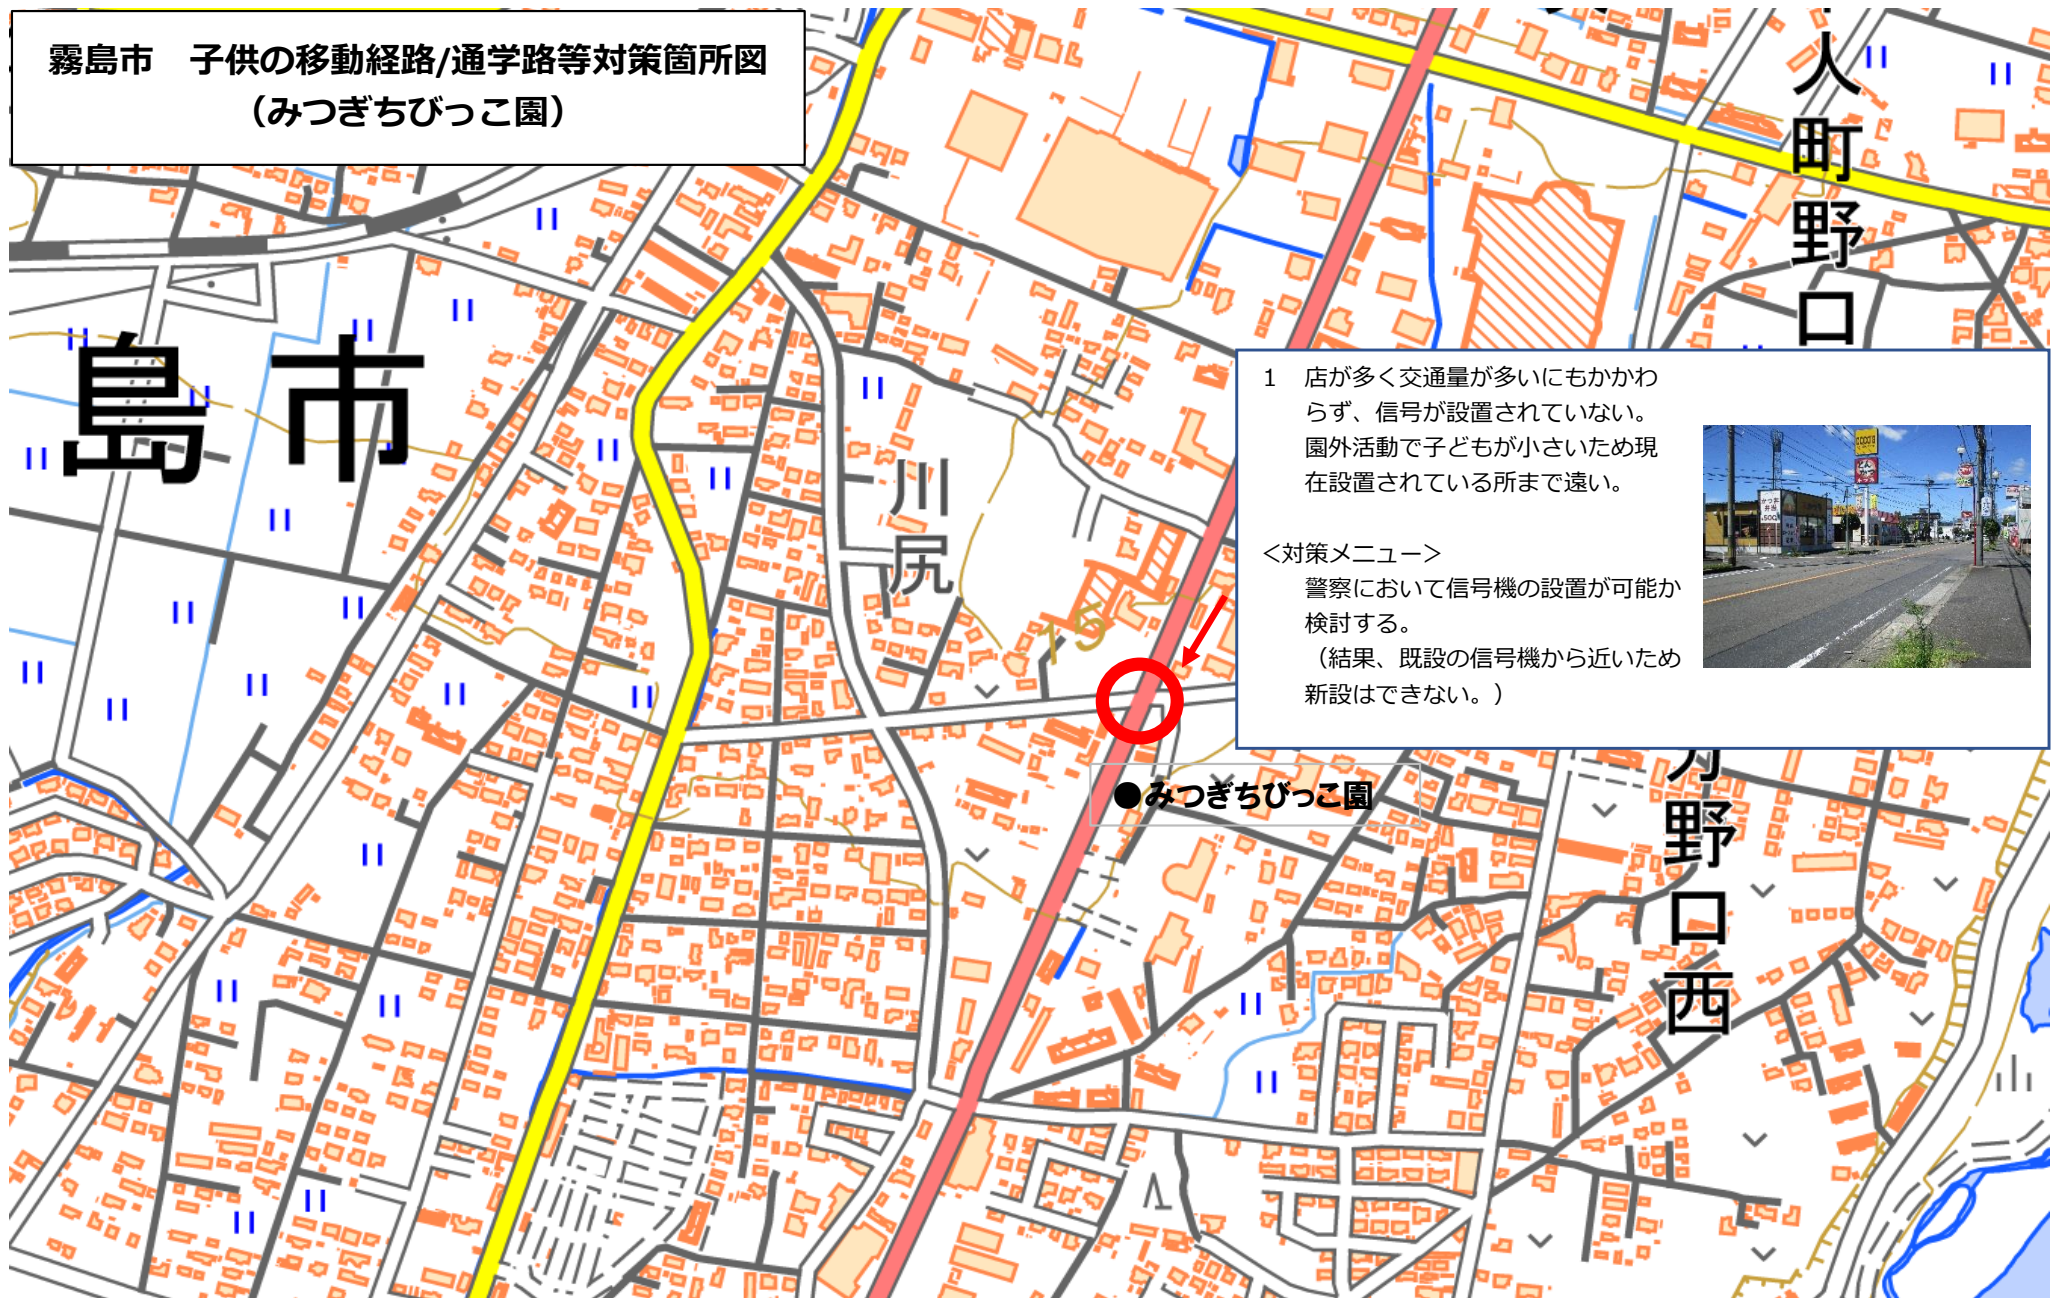 霧島市　子供の移動経路/通学路等対策箇所図
（みつぎちびっこ園）
人町野口
島市
1　店が多く交通量が多いにもかかわ
らず、信号が設置されていない。
園外活動で子どもが小さいため現
在設置されている所まで遠い。
＜対策メニュー＞
警察において信号機の設置が可能か
検討する。
（結果、既設の信号機から近いため
新設はできない。）
川尻
15
●みつぎちびっこ園
野口西